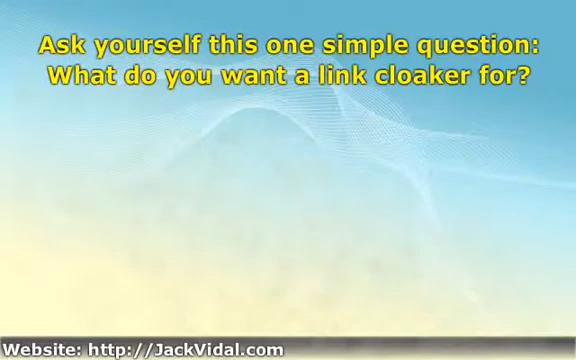 Ask yourself this one simple question:
What do you want a link cloaker for?
Website: http://JackVidal.com